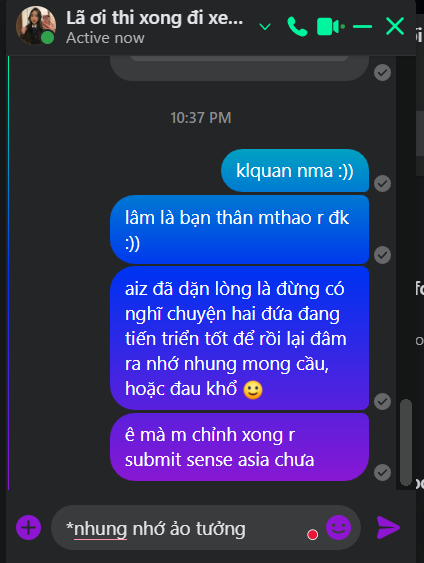 Lã ơi thi xong đi xe...
Active now
10:37 PM
klquan nma :))
lâm là bạn thân mthao r đk
:))
aiz đã dặn lòng là đừng có
nghĩ chuyện hai đứa đang
tiến triển tốt để rồi lại đâm
ra nhớ nhung mong cầu,
hoặc đau khổ 🙂
ê mà m chỉnh xong r
submit sense asia chưa
*nhung nhớ ảo tưởng